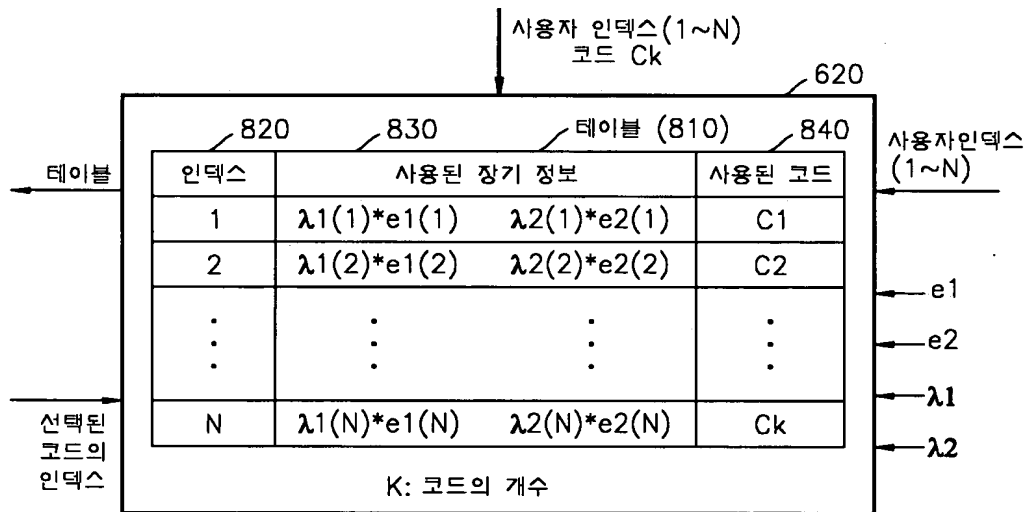 사용자 인덱스(1~N)
코드 Ck
620
820
830
테이블 (810)
840
테이블
사용자인덱스
(1~N)
인덱스 사용된 장기 정보 사용된 코드
1 λ1(1)*e1(1) λ2(1)*e2(1) C1
2 λ1(2)*e1(2) λ2(2)*e2(2) C2
e1
e2
λ1
N λ1(N)*e1(N) λ2(N)*e2(N) Ck
λ2
선택된
코드의
인덱스
K: 코드의 개수